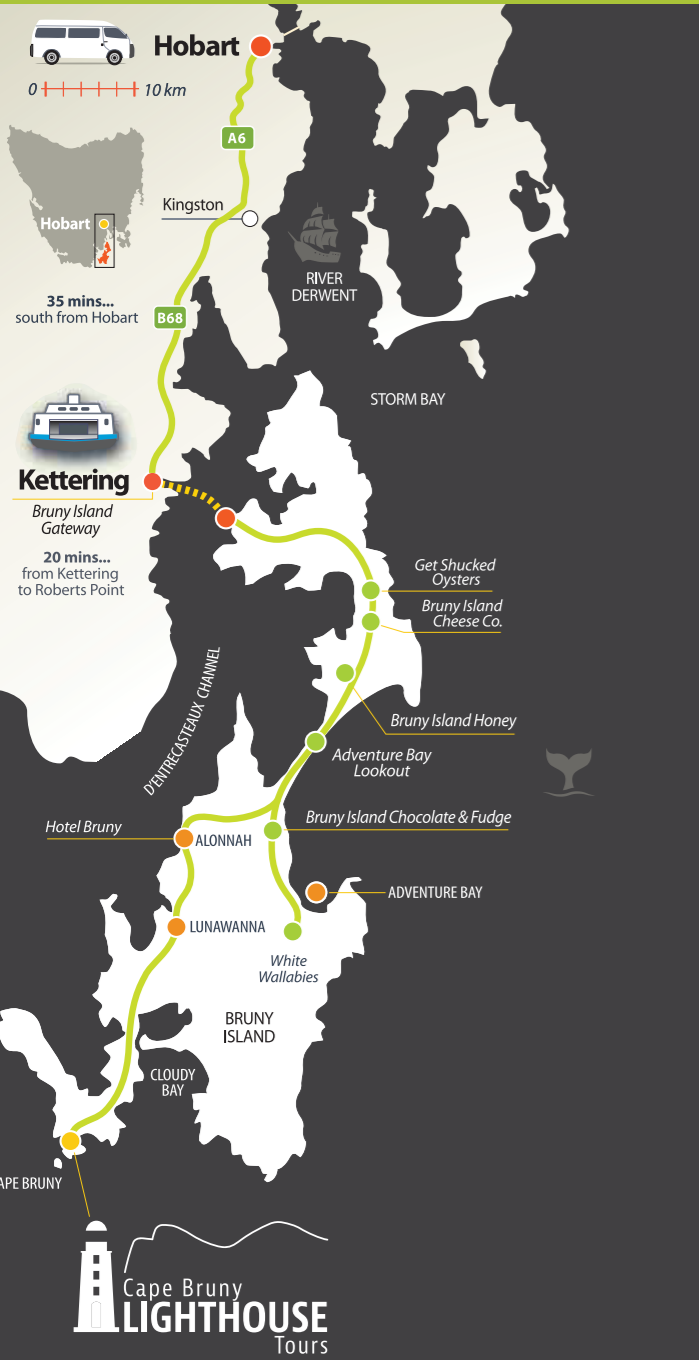 Hobart
0 10 km
A6
Kingston
Hobart
RIVER
DERWENT
35 mins...
south from Hobart
B68
STORM BAY
Kettering
Bruny Island
Gateway
20 mins...
from Kettering
to Roberts Point
Get Shucked
Oysters
Bruny Island
Cheese Co.
D'ENTRECASTEAUX CHANNEL
Bruny Island Honey
Adventure Bay
Lookout
Bruny Island Chocolate & Fudge
Hotel Bruny
ALONNAH
ADVENTURE BAY
LUNAWANNA
White
Wallabies
BRUNY
ISLAND
CLOUDY
BAY
APE BRUNY
Cape Bruny
LIGHTHOUSE
Tours